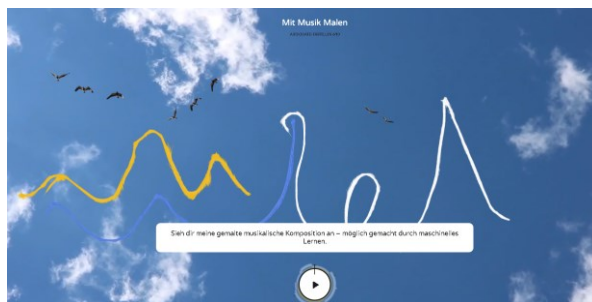 Mit Musik Malen
Sieh dir meine gemalte musikalische Komposition an – möglich gemacht durch maschinelles
Lernen.